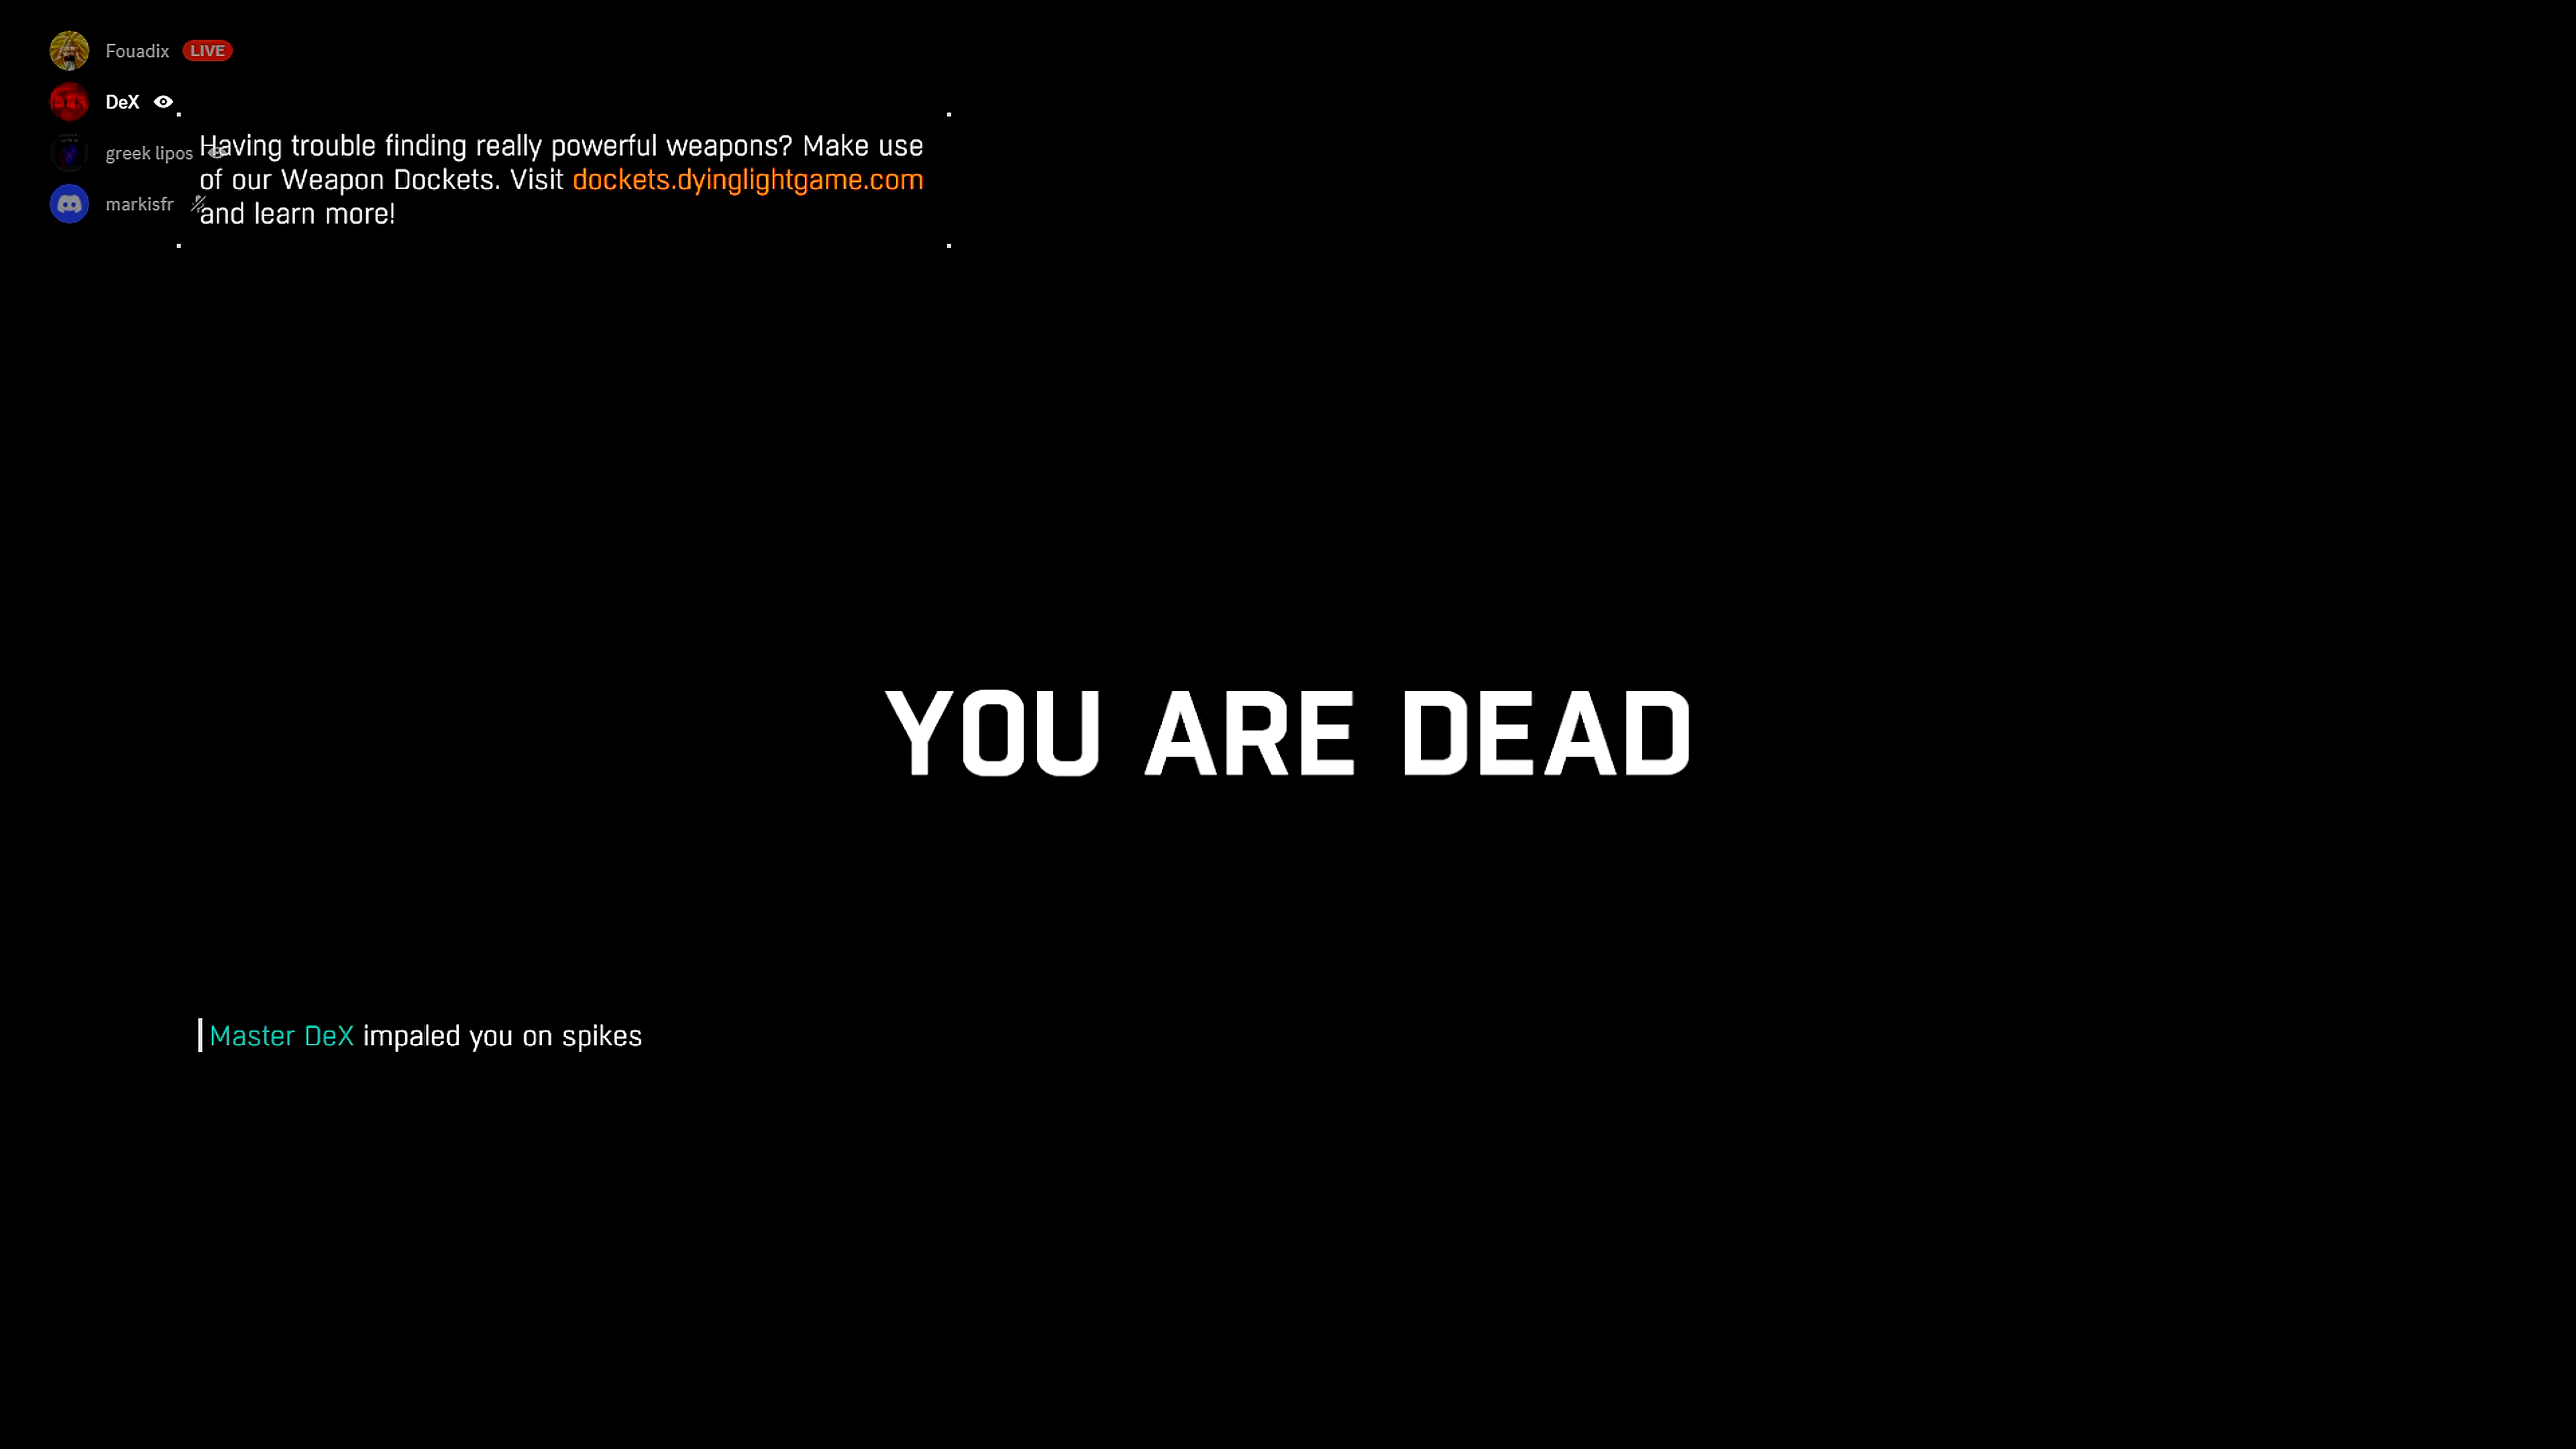 Fouadix LIVE
DeX
Having trouble finding really powerful weapons? Make use
greek lipos
of our Weapon Dockets. Visit dockets.dyinglightgame.com
markisfr
and learn more!
YOU ARE DEAD
Master DeX impaled you on spikes